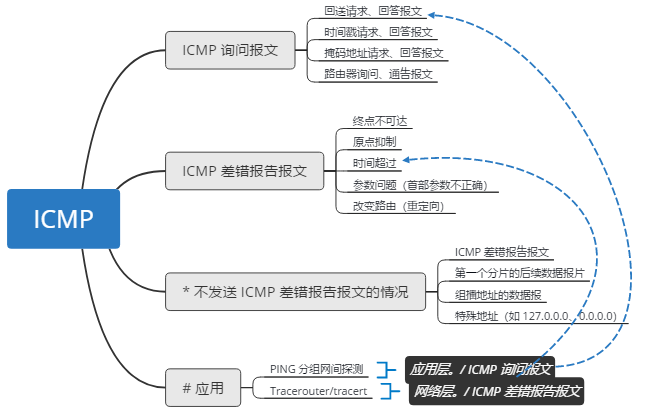 ICMP
ICMP 询问报文
回送请求、回答报文
时间戳请求、回答报文
掩码地址请求、回答报文
路由器询问、通告报文
ICMP 差错报告报文
终点不可达
原点抑制
时间超过
参数问题（首部参数不正确）
改变路由（重定向）
* 不发送 ICMP 差错报告报文的情况
ICMP 差错报告报文
第一个分片的后续数据报片
组播地址的数据报
特殊地址（如 127.0.0.0、0.0.0.0）
# 应用
PING 分组网间探测
应用层。/ ICMP 询问报文
Tracerouter/tracert
网络层。/ ICMP 差错报告报文